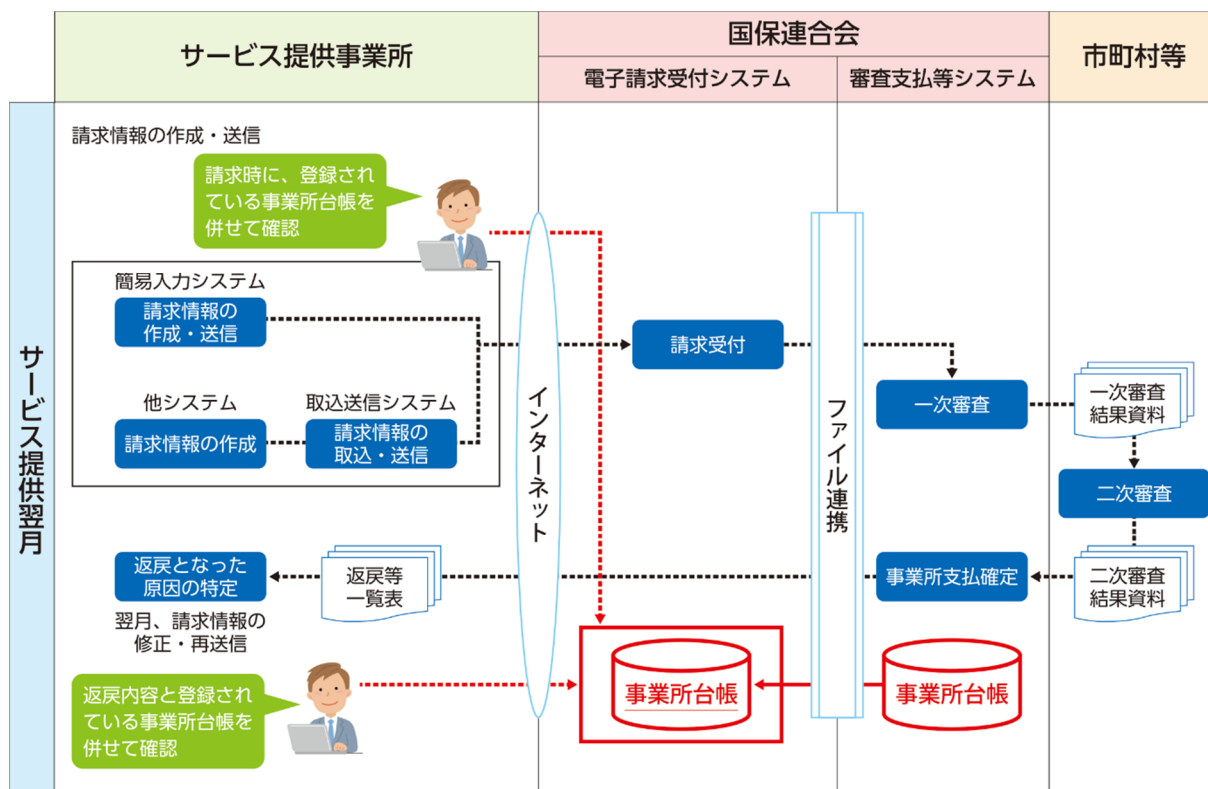 サービス提供事業所
国保連合会
電子請求受付システム
審査支払等システム
市町村等
サービス提供翌月
請求情報の作成・送信
請求時に、登録され
ている事業所台帳を
併せて確認
簡易入力システム
請求情報の
作成・送信
他システム
請求情報の作成
取込送信システム
請求情報の
取込・送信
インターネット
請求受付
ファイル連携
一次審査
一次審査
結果資料
二次審査
二次審査
結果資料
事業所支払確定
返戻等
一覧表
返戻となった
原因の特定
翌月、請求情報の
修正・再送信
返戻内容と登録され
ている事業所台帳を
併せて確認
事業所台帳
事業所台帳